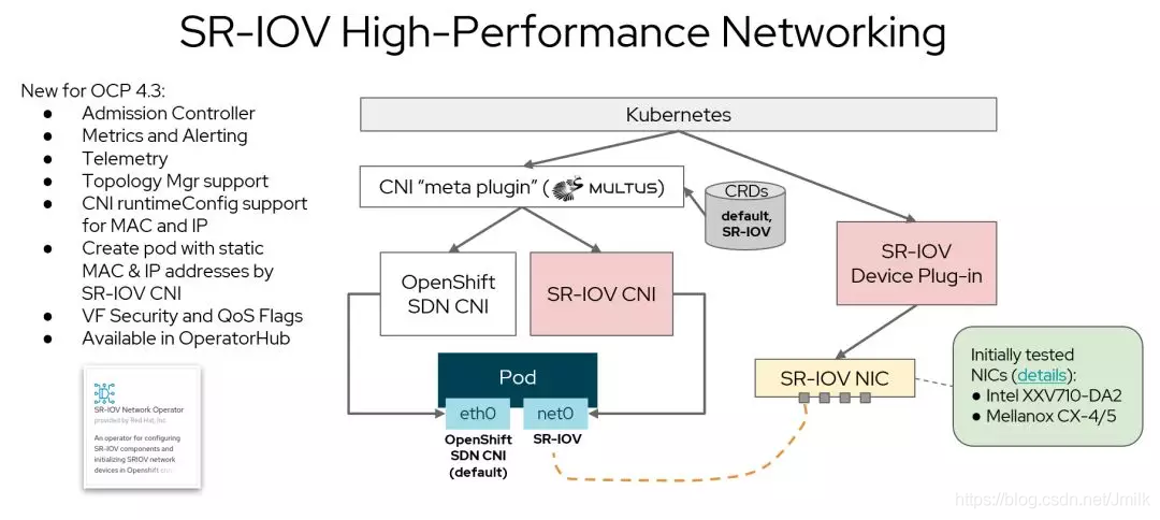 SR-IOV High-Performance Networking
New for OCP 4.3:
● Admission Controller
● Metrics and Alerting
● Telemetry
● Topology Mgr support
● CNI runtimeConfig support
for MAC and IP
● Create pod with static
MAC & IP addresses by
SR-IOV CNI
● VF Security and QoS Flags
● Available in OperatorHub
SR-IOV Network Operator
provided by Red Hat, Inc
An operator for configuring
SR-IOV components and
initializing SRIOV network
devices in Openshift
Kubernetes
CNI “meta plugin” ( MULTUS)
CRDs
default,
SR-IOV
OpenShift
SDN CNI
SR-IOV CNI
SR-IOV
Device Plug-in
Pod
eth0
net0
OpenShift
SDN CNI
(default)
SR-IOV
SR-IOV NIC
Initially tested
NICs (details):
● Intel XXV710-DA2
● Mellanox CX-4/5
https://blog.csdn.net/Jmilk